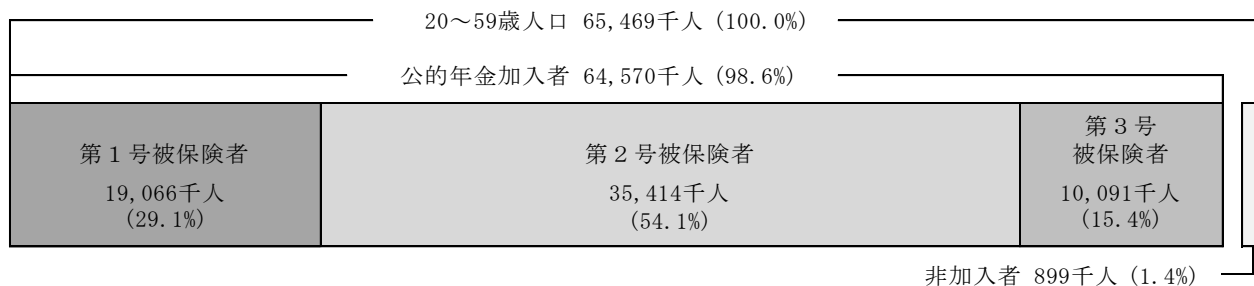 20～59歳人口 65,469千人 (100.0%)
公的年金加入者 64,570千人 (98.6%)
第１号被保険者
19,066千人
(29.1%)
第２号被保険者
35,414千人
(54.1%)
第３号
被保険者
10,091千人
(15.4%)
非加入者 899千人 (1.4%)